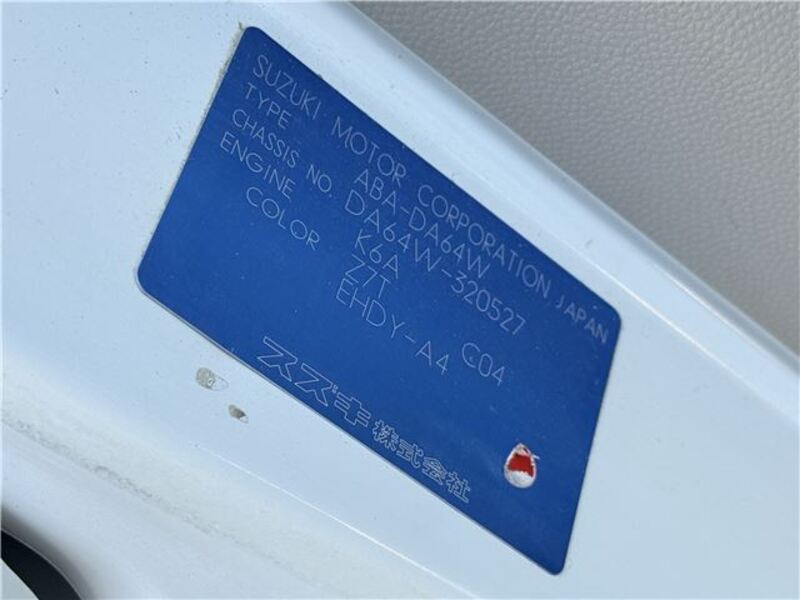 SUZUKI MOTOR CORPORATION JAPAN
TYPE ABA-DA64W
CHASSIS NO. DA64W-320527
ENGINE K6A
COLOR Z7T C04
EHDY-A4
スズキ株式会社